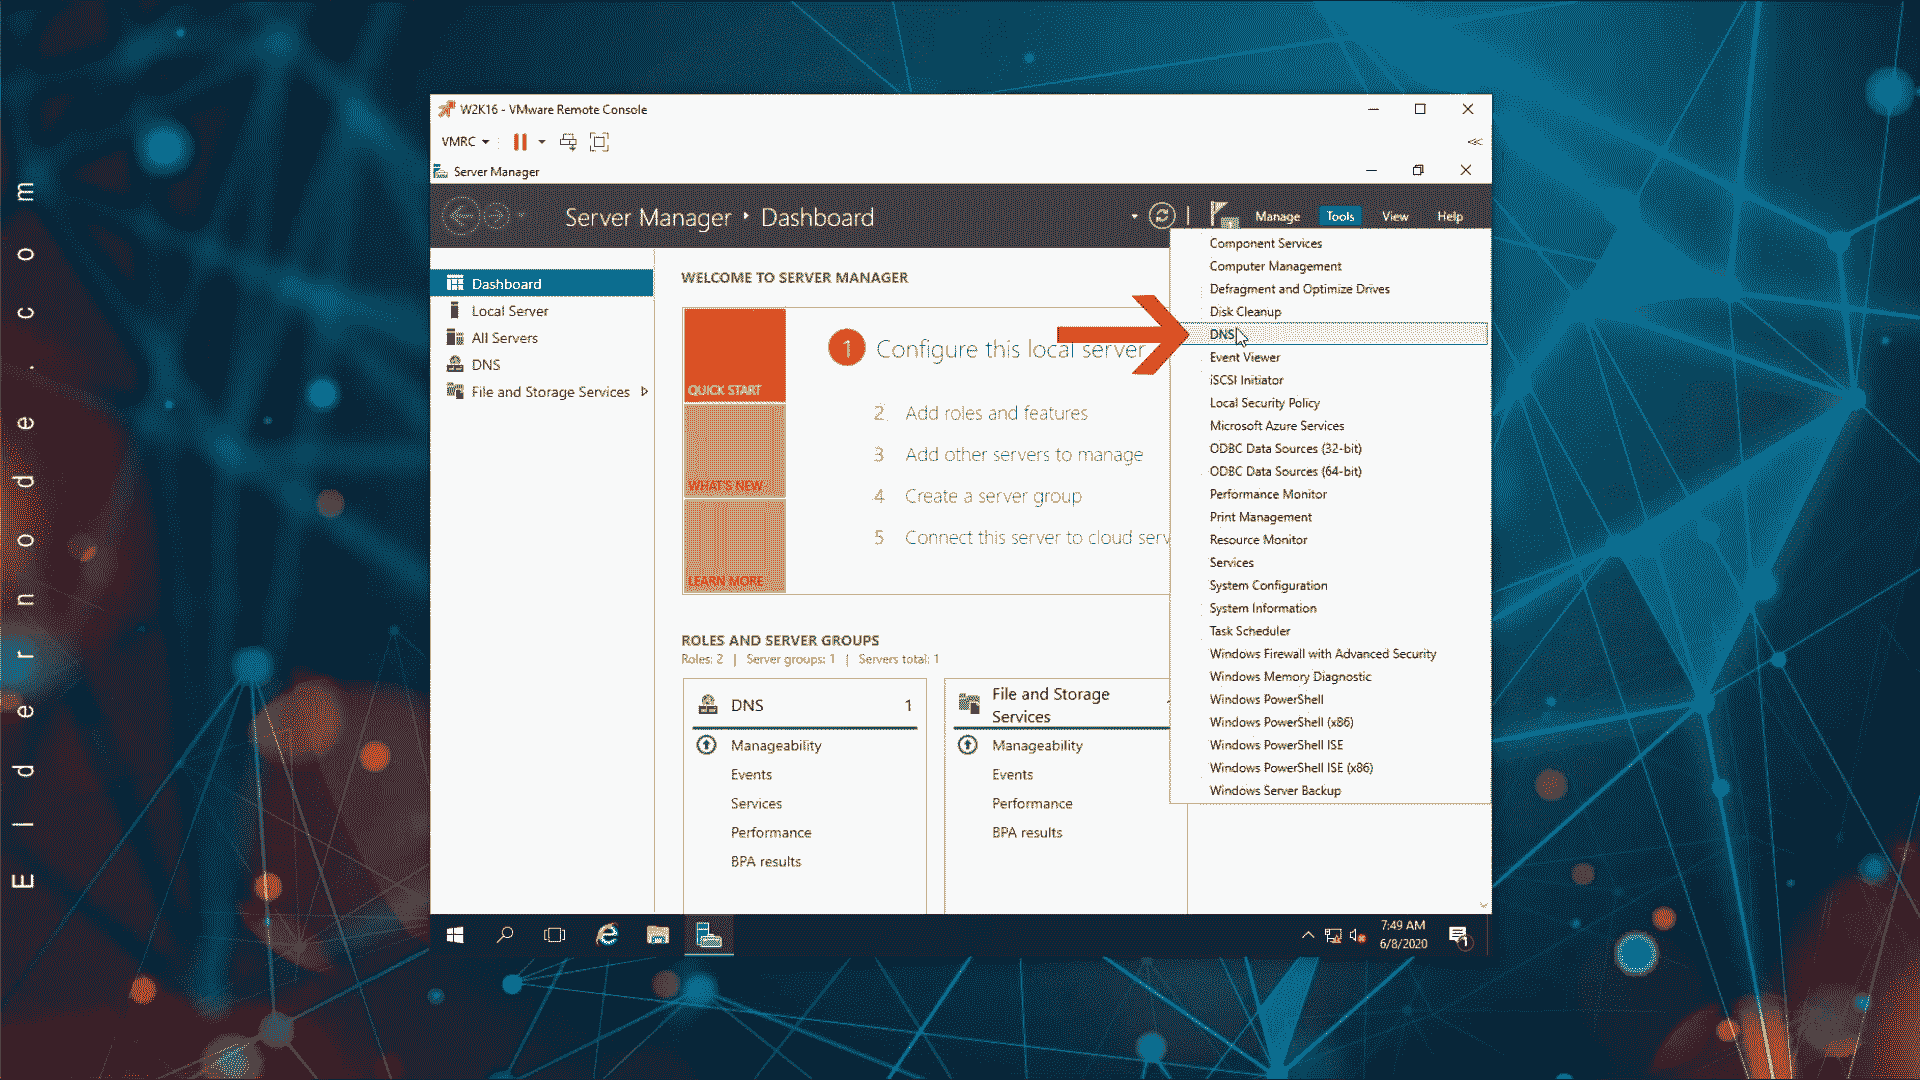 Eldernode.com
W2K16 - VMware Remote Console
VMRC
Server Manager
Server Manager • Dashboard
Manage
Tools
View
Help
Dashboard
Local Server
All Servers
DNS
File and Storage Services
WELCOME TO SERVER MANAGER
QUICK START
WHAT'S NEW
LEARN MORE
1 Configure this local server
2 Add roles and features
3 Add other servers to manage
4 Create a server group
5 Connect this server to cloud serv
Component Services
Computer Management
Defragment and Optimize Drives
Disk Cleanup
DNS
Event Viewer
iSCSI Initiator
Local Security Policy
Microsoft Azure Services
ODBC Data Sources (32-bit)
ODBC Data Sources (64-bit)
Performance Monitor
Print Management
Resource Monitor
Services
System Configuration
System Information
Task Scheduler
Windows Firewall with Advanced Security
Windows Memory Diagnostic
Windows PowerShell
Windows PowerShell (x86)
Windows PowerShell ISE
Windows PowerShell ISE (x86)
Windows Server Backup
ROLES AND SERVER GROUPS
Roles: 2 | Server groups: 1 | Servers total: 1
DNS 1
Manageability
Events
Services
Performance
BPA results
File and Storage
Services
Manageability
Events
Performance
BPA results
7:49 AM
6/8/2020
1